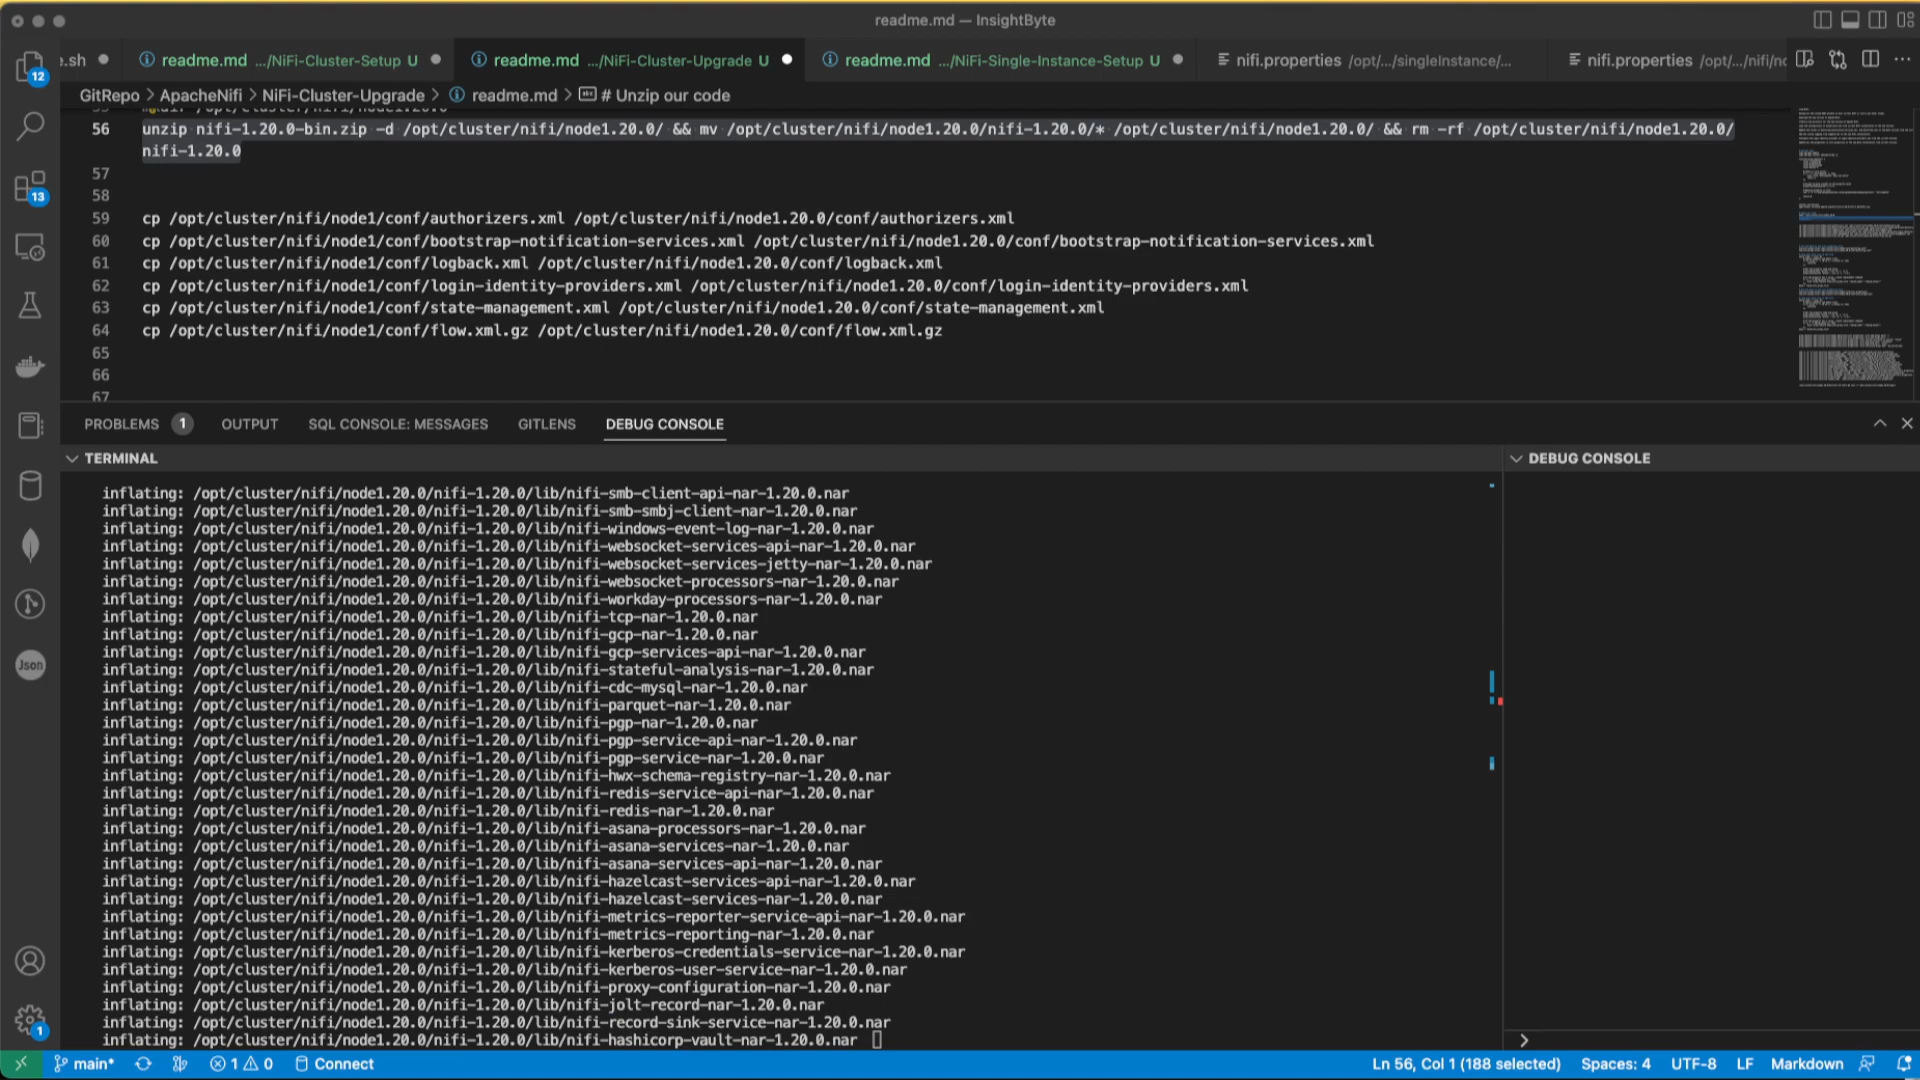 readme.md — InsightByte
e.sh
readme.md .../NiFi-Cluster-Setup U
readme.md .../NiFi-Cluster-Upgrade U
readme.md .../NiFi-Single-Instance-Setup U
nifi.properties /opt/.../singleInstance/...
nifi.properties /opt/.../nifi/no
GitRepo > ApacheNifi > NiFi-Cluster-Upgrade > readme.md > # Unzip our code
56 unzip nifi-1.20.0-bin.zip -d /opt/cluster/nifi/node1.20.0/ && mv /opt/cluster/nifi/node1.20.0/nifi-1.20.0/* /opt/cluster/nifi/node1.20.0/ && rm -rf /opt/cluster/nifi/node1.20.0/
nifi-1.20.0
57
58
59 cp /opt/cluster/nifi/node1/conf/authorizers.xml /opt/cluster/nifi/node1.20.0/conf/authorizers.xml
60 cp /opt/cluster/nifi/node1/conf/bootstrap-notification-services.xml /opt/cluster/nifi/node1.20.0/conf/bootstrap-notification-services.xml
61 cp /opt/cluster/nifi/node1/conf/logback.xml /opt/cluster/nifi/node1.20.0/conf/logback.xml
62 cp /opt/cluster/nifi/node1/conf/login-identity-providers.xml /opt/cluster/nifi/node1.20.0/conf/login-identity-providers.xml
63 cp /opt/cluster/nifi/node1/conf/state-management.xml /opt/cluster/nifi/node1.20.0/conf/state-management.xml
64 cp /opt/cluster/nifi/node1/conf/flow.xml.gz /opt/cluster/nifi/node1.20.0/conf/flow.xml.gz
65
66
67
12
13
Json
1
PROBLEMS 1 OUTPUT SQL CONSOLE: MESSAGES GITLENS DEBUG CONSOLE
TERMINAL
DEBUG CONSOLE
inflating: /opt/cluster/nifi/node1.20.0/nifi-1.20.0/lib/nifi-smb-client-api-nar-1.20.0.nar
inflating: /opt/cluster/nifi/node1.20.0/nifi-1.20.0/lib/nifi-smb-smbj-client-nar-1.20.0.nar
inflating: /opt/cluster/nifi/node1.20.0/nifi-1.20.0/lib/nifi-windows-event-log-nar-1.20.0.nar
inflating: /opt/cluster/nifi/node1.20.0/nifi-1.20.0/lib/nifi-websocket-services-api-nar-1.20.0.nar
inflating: /opt/cluster/nifi/node1.20.0/nifi-1.20.0/lib/nifi-websocket-services-jetty-nar-1.20.0.nar
inflating: /opt/cluster/nifi/node1.20.0/nifi-1.20.0/lib/nifi-websocket-processors-nar-1.20.0.nar
inflating: /opt/cluster/nifi/node1.20.0/nifi-1.20.0/lib/nifi-workday-processors-nar-1.20.0.nar
inflating: /opt/cluster/nifi/node1.20.0/nifi-1.20.0/lib/nifi-tcp-nar-1.20.0.nar
inflating: /opt/cluster/nifi/node1.20.0/nifi-1.20.0/lib/nifi-gcp-nar-1.20.0.nar
inflating: /opt/cluster/nifi/node1.20.0/nifi-1.20.0/lib/nifi-gcp-services-api-nar-1.20.0.nar
inflating: /opt/cluster/nifi/node1.20.0/nifi-1.20.0/lib/nifi-stateful-analysis-nar-1.20.0.nar
inflating: /opt/cluster/nifi/node1.20.0/nifi-1.20.0/lib/nifi-cdc-mysql-nar-1.20.0.nar
inflating: /opt/cluster/nifi/node1.20.0/nifi-1.20.0/lib/nifi-parquet-nar-1.20.0.nar
inflating: /opt/cluster/nifi/node1.20.0/nifi-1.20.0/lib/nifi-pgp-nar-1.20.0.nar
inflating: /opt/cluster/nifi/node1.20.0/nifi-1.20.0/lib/nifi-pgp-service-api-nar-1.20.0.nar
inflating: /opt/cluster/nifi/node1.20.0/nifi-1.20.0/lib/nifi-pgp-service-nar-1.20.0.nar
inflating: /opt/cluster/nifi/node1.20.0/nifi-1.20.0/lib/nifi-hwx-schema-registry-nar-1.20.0.nar
inflating: /opt/cluster/nifi/node1.20.0/nifi-1.20.0/lib/nifi-redis-service-api-nar-1.20.0.nar
inflating: /opt/cluster/nifi/node1.20.0/nifi-1.20.0/lib/nifi-redis-nar-1.20.0.nar
inflating: /opt/cluster/nifi/node1.20.0/nifi-1.20.0/lib/nifi-asana-processors-nar-1.20.0.nar
inflating: /opt/cluster/nifi/node1.20.0/nifi-1.20.0/lib/nifi-asana-services-nar-1.20.0.nar
inflating: /opt/cluster/nifi/node1.20.0/nifi-1.20.0/lib/nifi-asana-services-api-nar-1.20.0.nar
inflating: /opt/cluster/nifi/node1.20.0/nifi-1.20.0/lib/nifi-hazelcast-services-api-nar-1.20.0.nar
inflating: /opt/cluster/nifi/node1.20.0/nifi-1.20.0/lib/nifi-hazelcast-services-nar-1.20.0.nar
inflating: /opt/cluster/nifi/node1.20.0/nifi-1.20.0/lib/nifi-metrics-reporter-service-api-nar-1.20.0.nar
inflating: /opt/cluster/nifi/node1.20.0/nifi-1.20.0/lib/nifi-metrics-reporting-nar-1.20.0.nar
inflating: /opt/cluster/nifi/node1.20.0/nifi-1.20.0/lib/nifi-kerberos-credentials-service-nar-1.20.0.nar
inflating: /opt/cluster/nifi/node1.20.0/nifi-1.20.0/lib/nifi-kerberos-user-service-nar-1.20.0.nar
inflating: /opt/cluster/nifi/node1.20.0/nifi-1.20.0/lib/nifi-proxy-configuration-nar-1.20.0.nar
inflating: /opt/cluster/nifi/node1.20.0/nifi-1.20.0/lib/nifi-jolt-record-nar-1.20.0.nar
inflating: /opt/cluster/nifi/node1.20.0/nifi-1.20.0/lib/nifi-record-sink-service-nar-1.20.0.nar
inflating: /opt/cluster/nifi/node1.20.0/nifi-1.20.0/lib/nifi-hashicorp-vault-nar-1.20.0.nar
main* 1 0 Connect
Ln 56, Col 1 (188 selected) Spaces: 4 UTF-8 LF Markdown